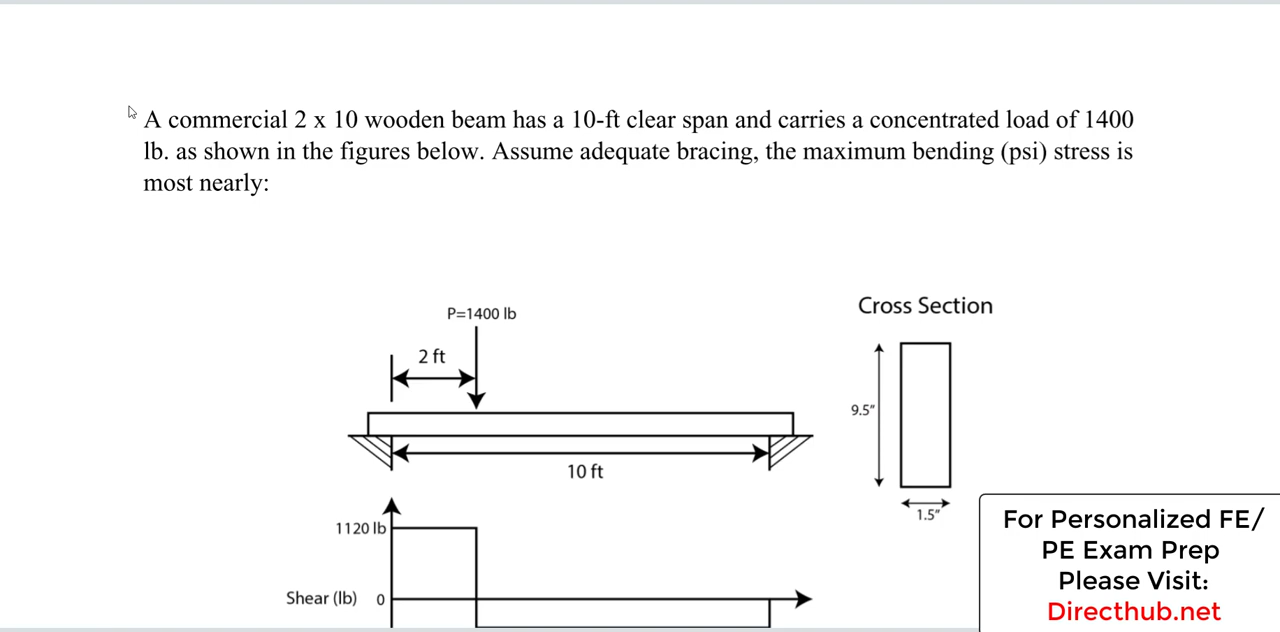 A commercial 2 x 10 wooden beam has a 10-ft clear span and carries a concentrated load of 1400
lb. as shown in the figures below. Assume adequate bracing, the maximum bending (psi) stress is
most nearly:
P=1400 lb
2 ft
10 ft
Cross Section
9.5"
1.5"
1120 lb
Shear (lb) 0
For Personalized FE/
PE Exam Prep
Please Visit:
Directhub.net